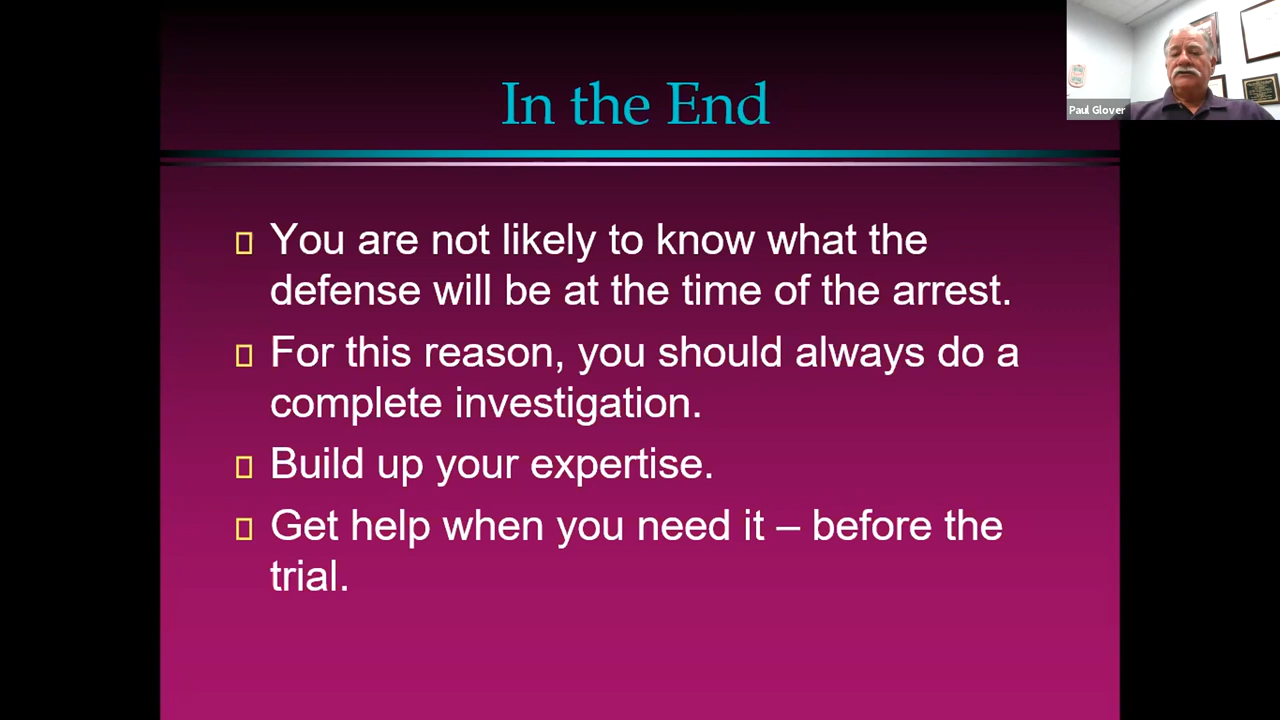 In the End
Paul Glover
You are not likely to know what the
defense will be at the time of the arrest.
For this reason, you should always do a
complete investigation.
Build up your expertise.
Get help when you need it – before the
trial.